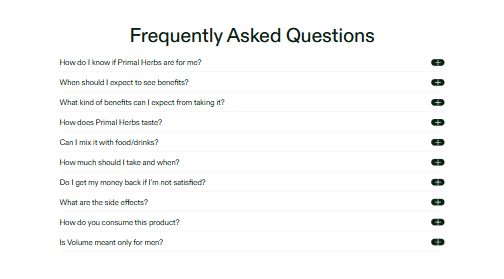 Frequently Asked Questions
How do I know if Primal Herbs are for me?
When should I expect to see benefits?
What kind of benefits can I expect from taking it?
How does Primal Herbs taste?
Can I mix it with food/drinks?
How much should I take and when?
Do I get my money back if I'm not satisfied?
What are the side effects?
How do you consume this product?
Is Volume meant only for men?